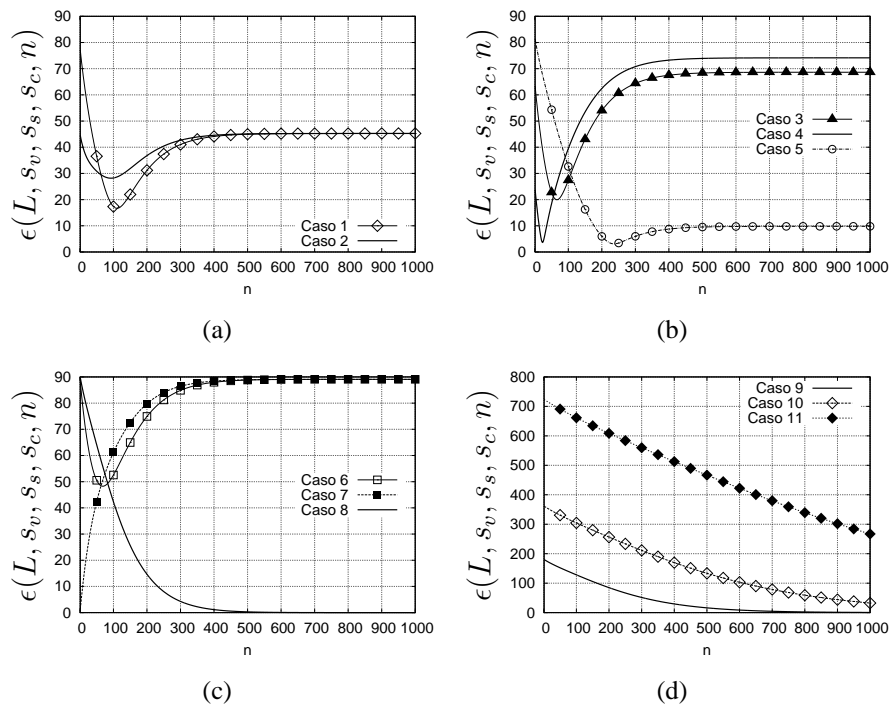 90
80
70
60
50
40
30
20
10
0
ϵ(L, s_v, s_s, s_c, n)
Caso 1
Caso 2
0 100 200 300 400 500 600 700 800 900 1000
n
(a)
90
80
70
60
50
40
30
20
10
0
ϵ(L, s_v, s_s, s_c, n)
Caso 3
Caso 4
Caso 5
0 100 200 300 400 500 600 700 800 900 1000
n
(b)
90
80
70
60
50
40
30
20
10
0
ϵ(L, s_v, s_s, s_c, n)
Caso 6
Caso 7
Caso 8
0 100 200 300 400 500 600 700 800 900 1000
n
(c)
800
700
600
500
400
300
200
100
0
ϵ(L, s_v, s_s, s_c, n)
Caso 9
Caso 10
Caso 11
0 100 200 300 400 500 600 700 800 900 1000
n
(d)